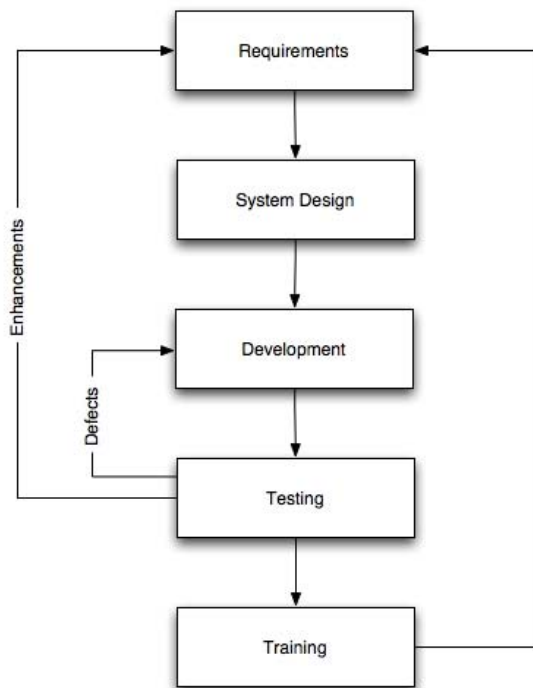 Requirements
System Design
Enhancements
Development
Defects
Testing
Training